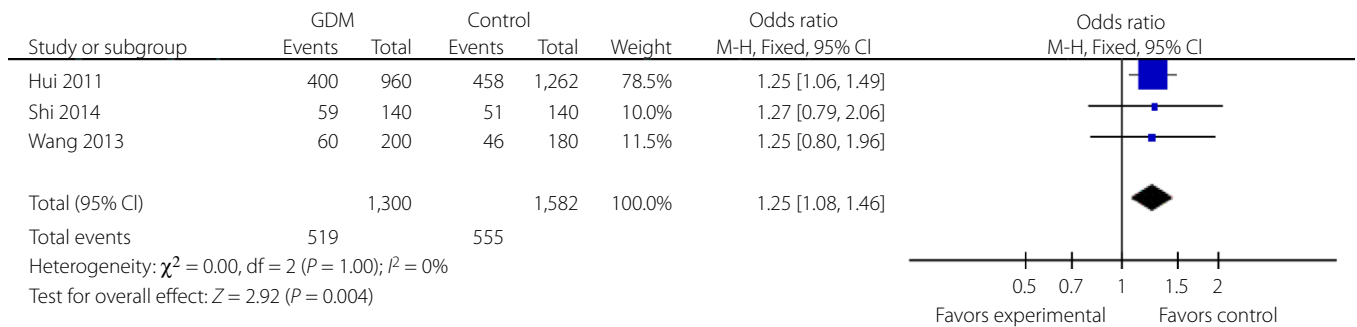 GDM Control Odds ratio Odds ratio
Study or subgroup Events Total Events Total Weight M-H, Fixed, 95% CI M-H, Fixed, 95% CI
Hui 2011 400 960 458 1,262 78.5% 1.25 [1.06, 1.49]
Shi 2014 59 140 51 140 10.0% 1.27 [0.79, 2.06]
Wang 2013 60 200 46 180 11.5% 1.25 [0.80, 1.96]
Total (95% CI) 1,300 1,582 100.0% 1.25 [1.08, 1.46]
Total events 519 555
Heterogeneity: χ² = 0.00, df = 2 (P = 1.00); I² = 0%
Test for overall effect: Z = 2.92 (P = 0.004)
0.5 0.7 1 1.5 2
Favors experimental Favors control